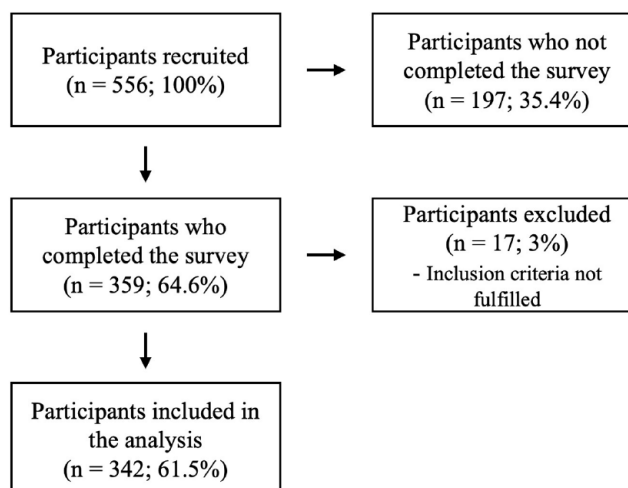 Participants recruited
(n = 556; 100%)
Participants who not
completed the survey
(n = 197; 35.4%)
Participants who
completed the survey
(n = 359; 64.6%)
Participants excluded
(n = 17; 3%)
- Inclusion criteria not
fulfilled
Participants included in
the analysis
(n = 342; 61.5%)